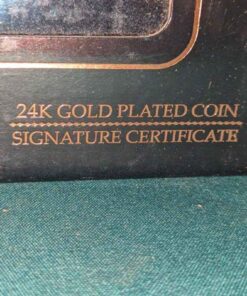 24K GOLD PLATED COIN
SIGNATURE CERTIFICATE